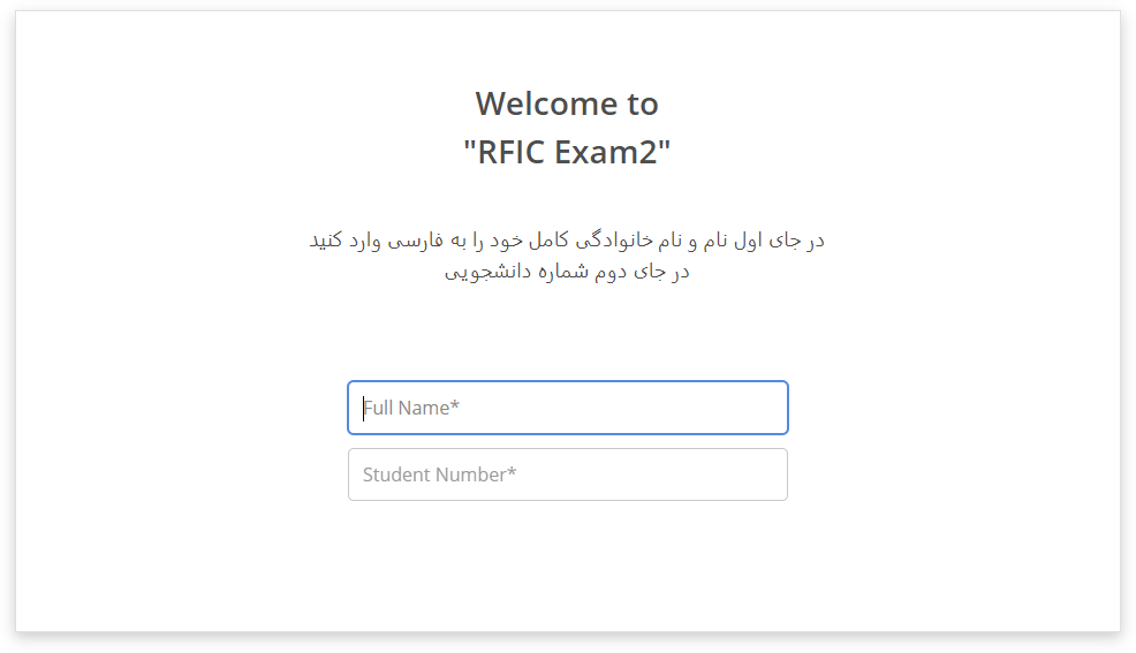 Welcome to
"RFIC Exam2"
در جای اول نام و نام خانوادگی کامل خود را به فارسی وارد کنید
در جای دوم شماره دانشجویی
Full Name*
Student Number*